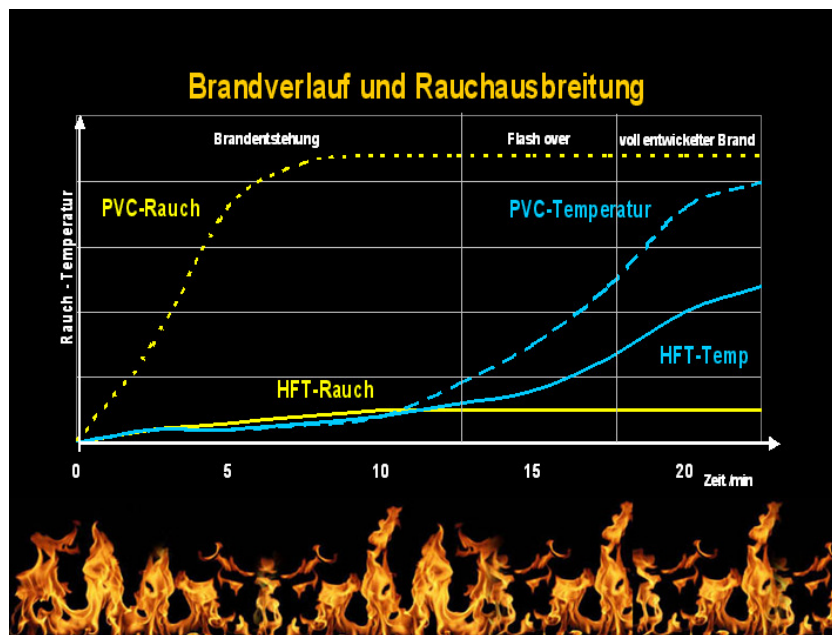 Brandverlauf und Rauchausbreitung
Brandentstehung
Flash over
voll entwickelter Brand
PVC-Rauch
PVC-Temperatur
Rauch - Temperatur
HFT-Rauch
HFT-Temp
0
5
10
15
20
Zeit /min